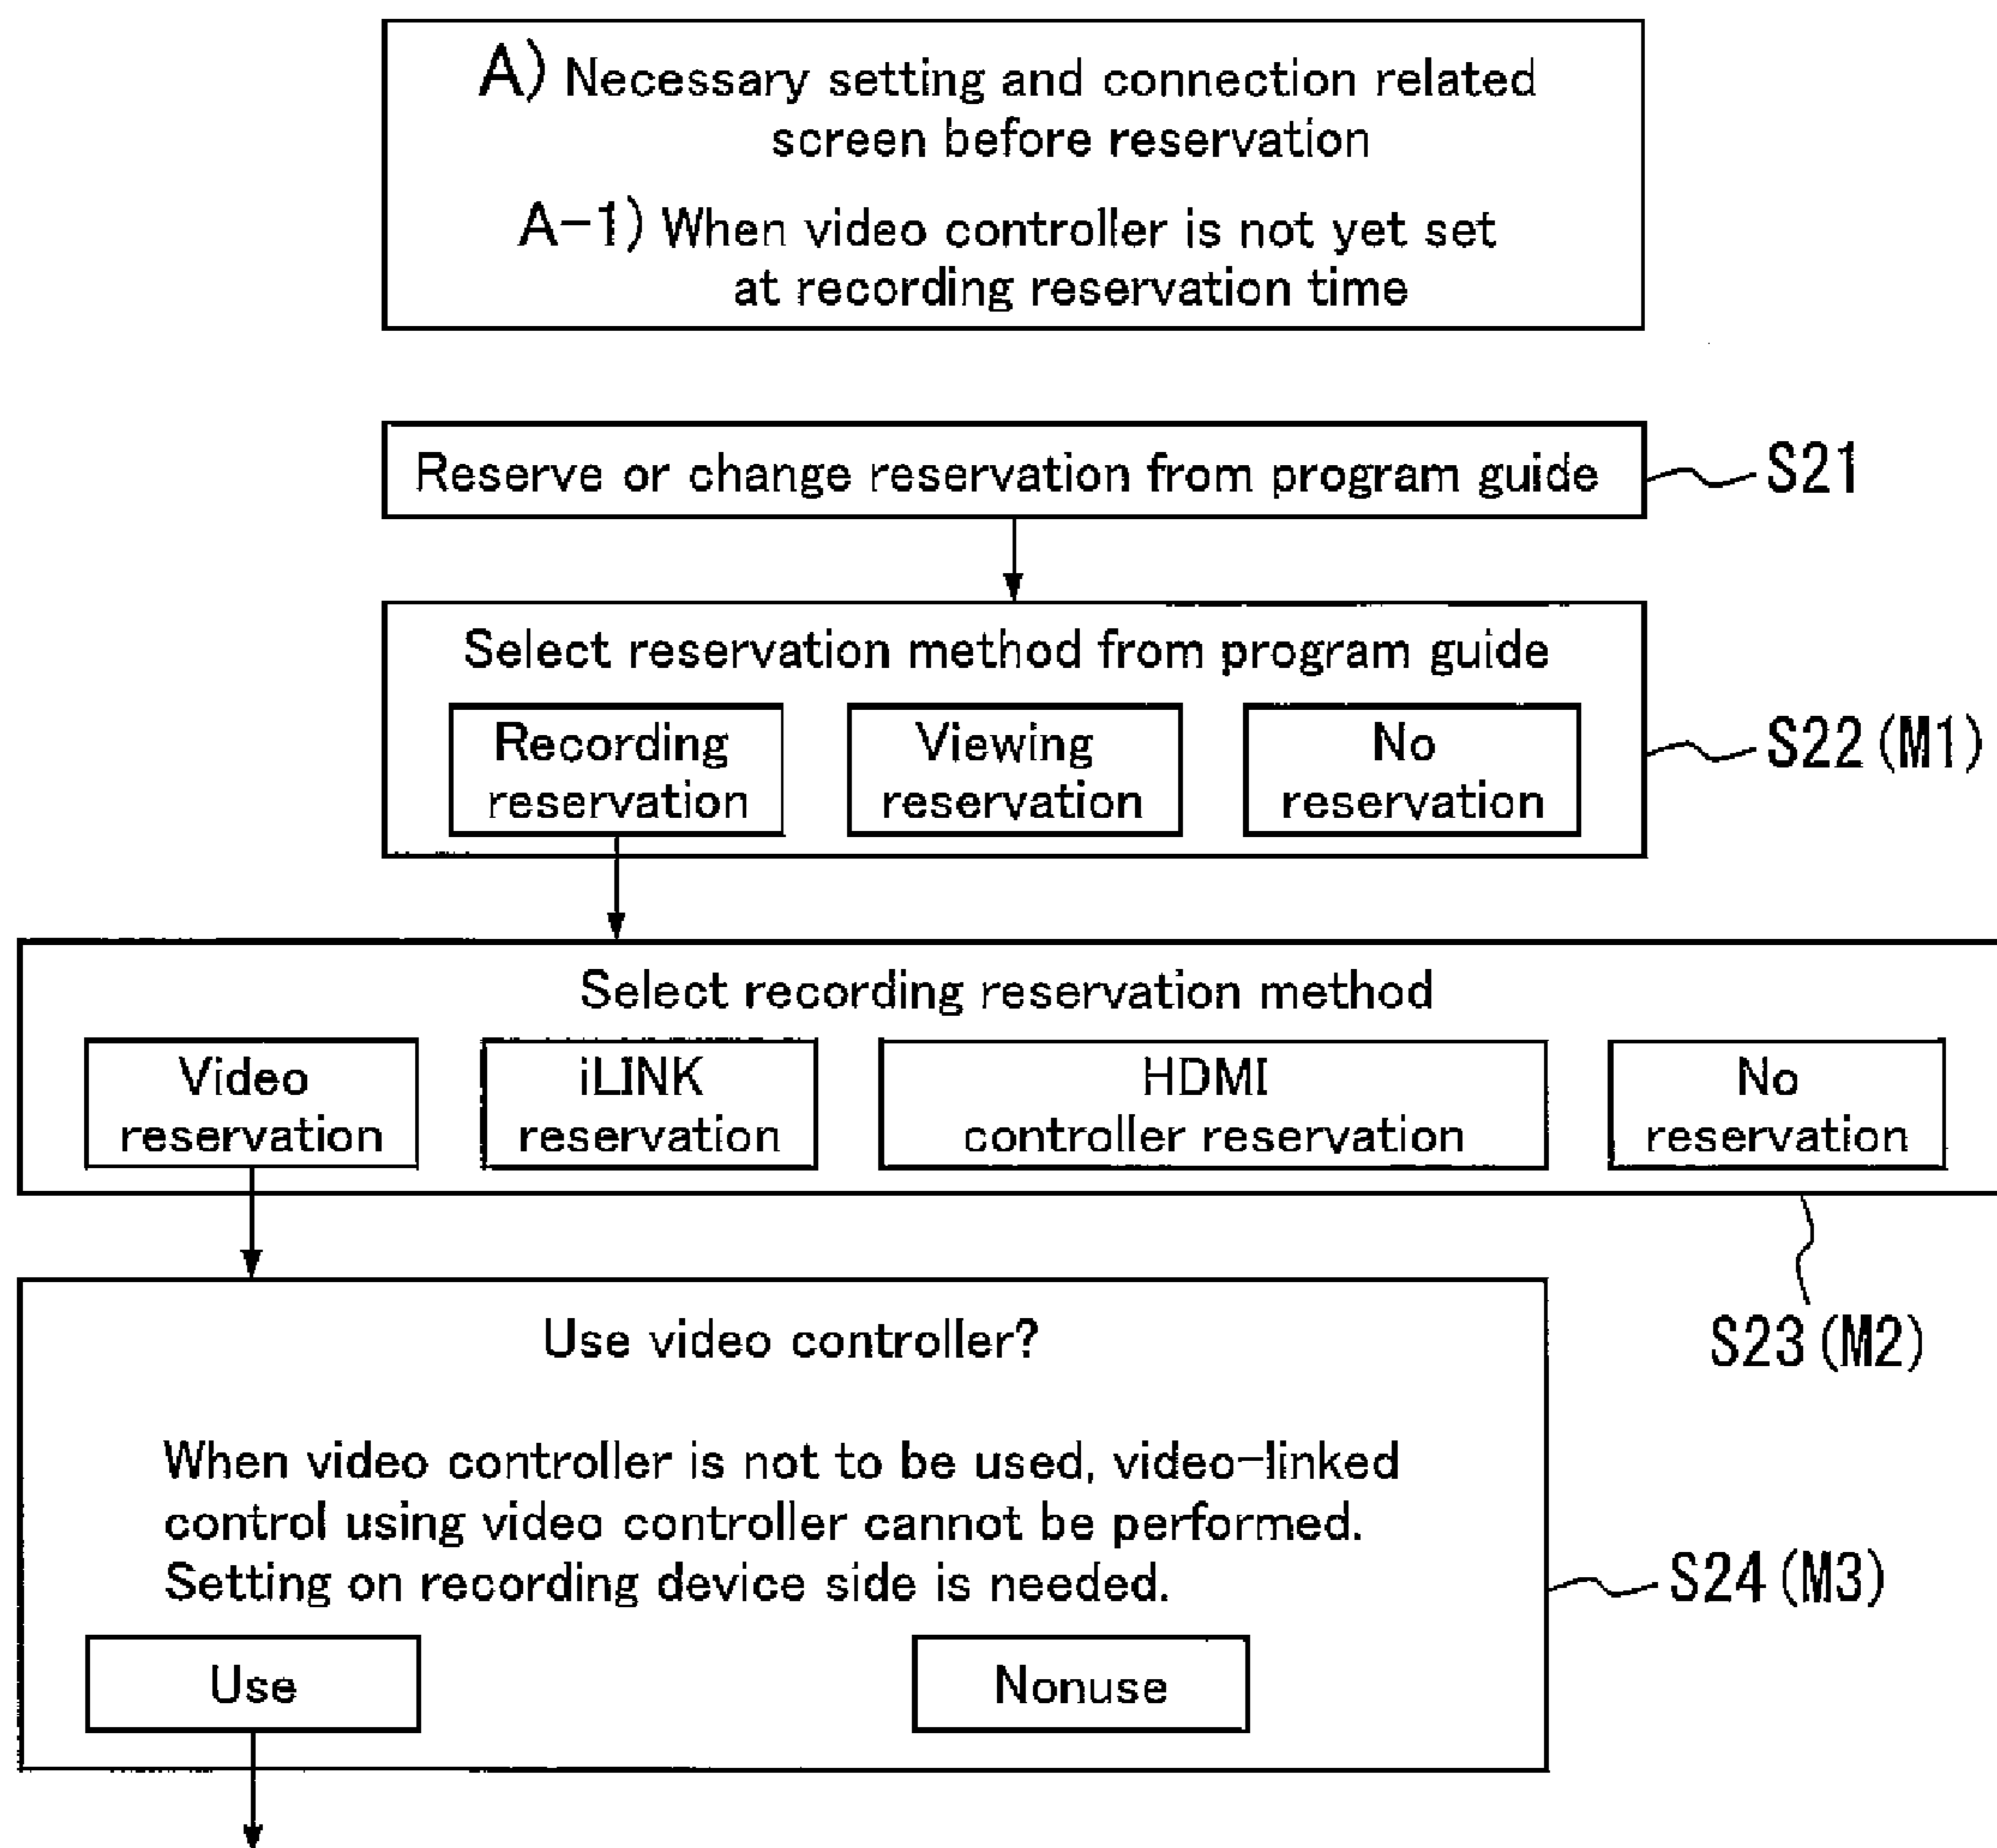 A) Necessary setting and connection related
screen before reservation
A-1) When video controller is not yet set
at recording reservation time
Reserve or change reservation from program guide
S21
Select reservation method from program guide
Recording
reservation
Viewing
reservation
No
reservation
S22 (M1)
Select recording reservation method
Video
reservation
iLINK
reservation
HDMI
controller reservation
No
reservation
S23 (M2)
Use video controller?
When video controller is not to be used, video-linked
control using video controller cannot be performed.
Setting on recording device side is needed.
S24 (M3)
Use
Nonuse